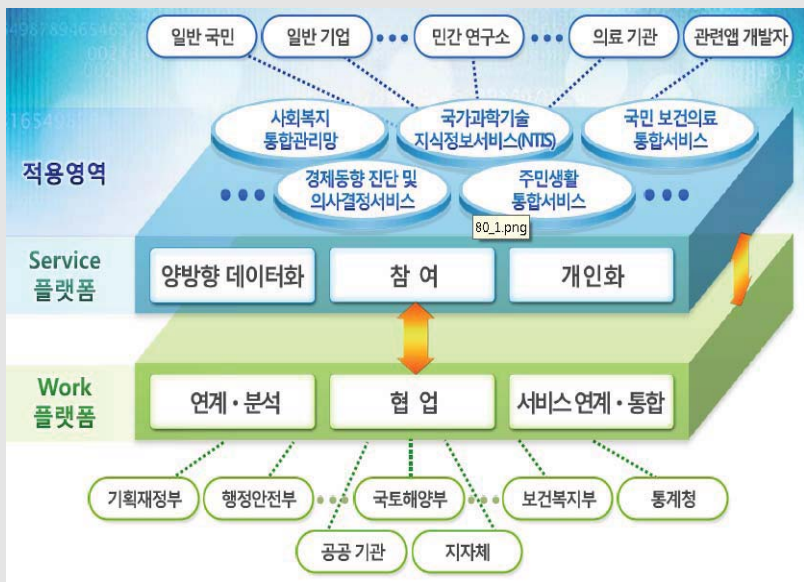 일반 국민
일반 기업
민간 연구소
의료 기관
관련앱 개발자
사회복지
통합관리망
국가과학기술
지식정보서비스(NTIS)
국민 보건의료
통합서비스
적용영역
경제동향 진단 및
의사결정서비스
주민생활
통합서비스
80_1.png
Service
플랫폼
양방향 데이터화
참 여
개인화
Work
플랫폼
연계·분석
협 업
서비스 연계·통합
기획재정부
행정안전부
국토해양부
보건복지부
통계청
공공 기관
지자체